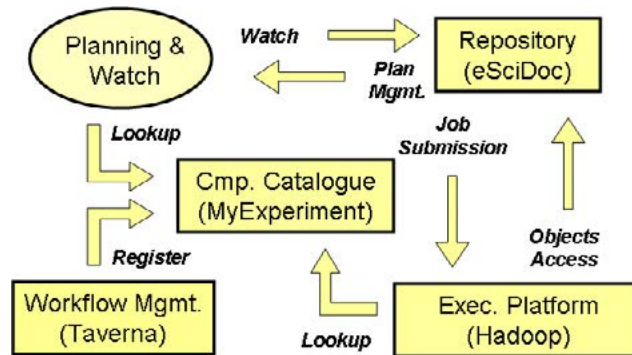 Planning &
Watch
Watch
Repository
(eSciDoc)
Plan
Mgmt.
Lookup
Job
Submission
Cmp. Catalogue
(MyExperiment)
Register
Objects
Access
Workflow Mgmt.
(Taverna)
Lookup
Exec. Platform
(Hadoop)